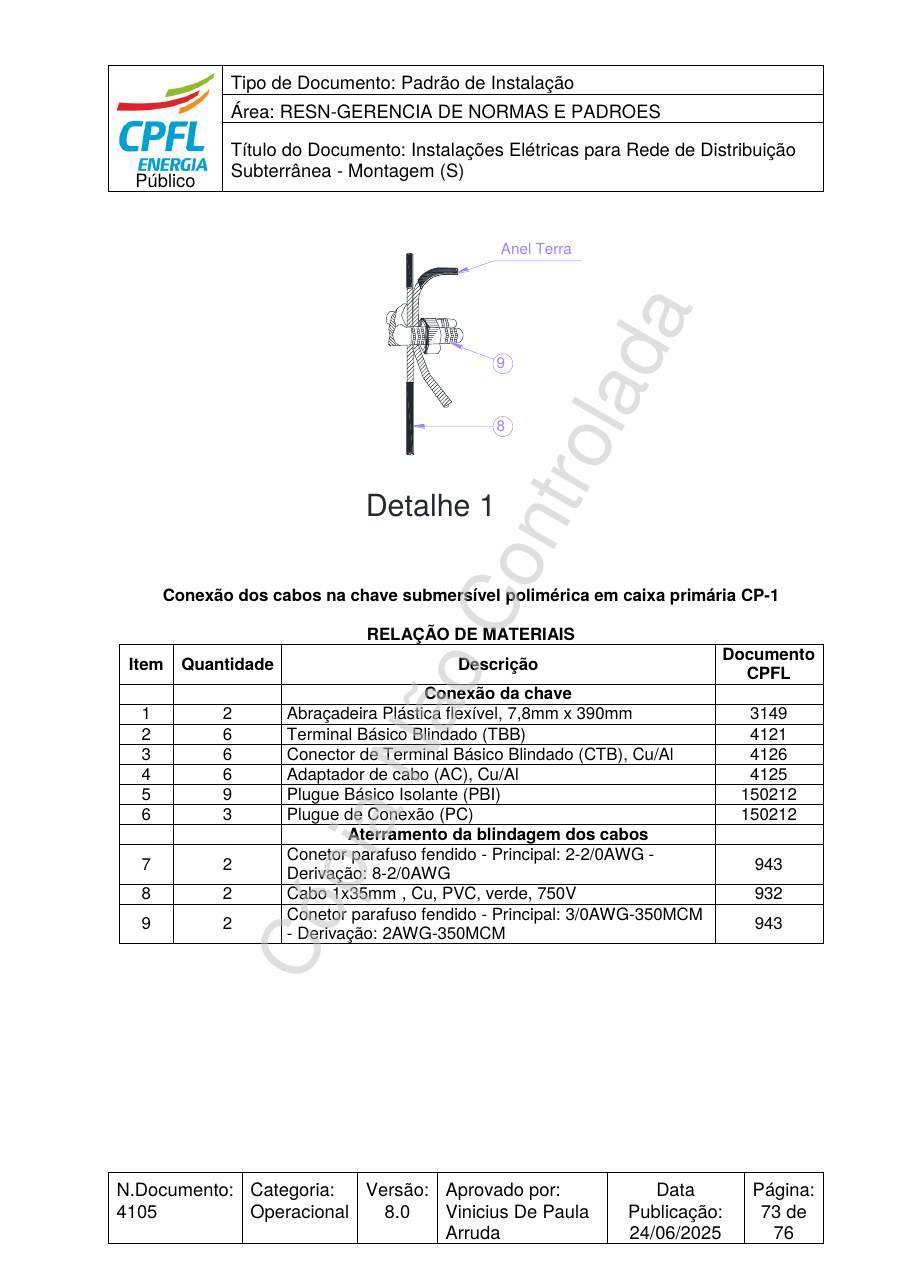 CPFL
ENERGIA
Público
Tipo de Documento: Padrão de Instalação
Área: RESN-GERENCIA DE NORMAS E PADROES
Título do Documento: Instalações Elétricas para Rede de Distribuição
Subterrânea - Montagem (S)
Anel Terra
9
8
Detalhe 1
Cópia Não Controlada
Conexão dos cabos na chave submersível polimérica em caixa primária CP-1
RELAÇÃO DE MATERIAIS
Item Quantidade Descrição Documento CPFL
Conexão da chave
1 2 Abraçadeira Plástica flexível, 7,8mm x 390mm 3149
2 6 Terminal Básico Blindado (TBB) 4121
3 6 Conector de Terminal Básico Blindado (CTB), Cu/Al 4126
4 6 Adaptador de cabo (AC), Cu/Al 4125
5 9 Plugue Básico Isolante (PBI) 150212
6 3 Plugue de Conexão (PC) 150212
Aterramento da blindagem dos cabos
7 2 Conetor parafuso fendido - Principal: 2-2/0AWG -
Derivação: 8-2/0AWG 943
8 2 Cabo 1x35mm , Cu, PVC, verde, 750V 932
9 2 Conetor parafuso fendido - Principal: 3/0AWG-350MCM
- Derivação: 2AWG-350MCM 943
N.Documento: Categoria: Versão: Aprovado por: Data Página:
4105 Operacional 8.0 Vinicius De Paula Publicação: 73 de
Arruda 24/06/2025 76